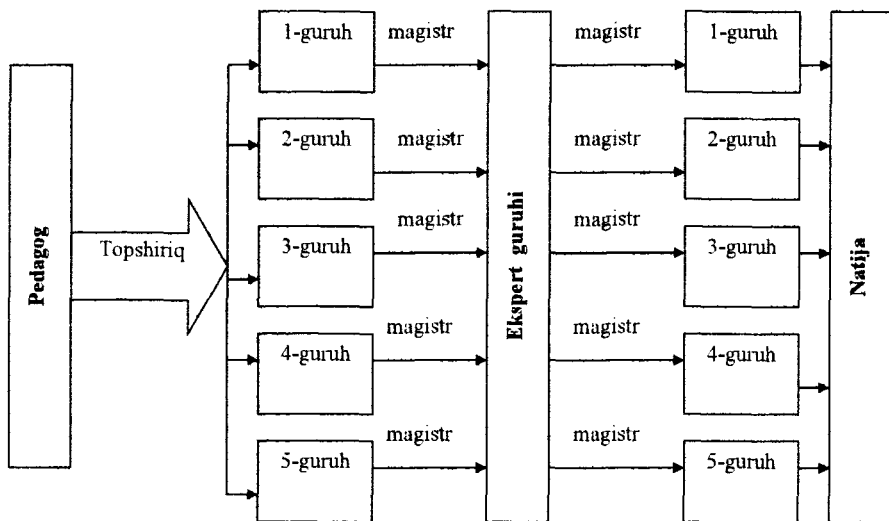 1-guruh magistr magistr 1-guruh
2-guruh magistr magistr 2-guruh
Pedagog Topshiriq 3-guruh magistr Ekspert guruhi magistr 3-guruh Natija
4-guruh magistr magistr 4-guruh
5-guruh magistr magistr 5-guruh